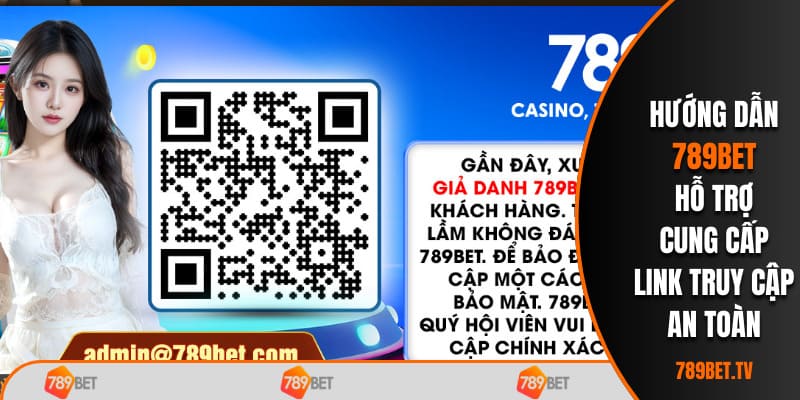 789
CASINO,
GẦN ĐÂY, XU
GIẢ DANH 789B
KHÁCH HÀNG. T
LẦM KHÔNG ĐÁ
789BET. ĐỂ BẢO Đ
CẬP MỘT CÁC
BẢO MẬT. 789
QUÝ HỘI VIÊN VUI
CẬP CHÍNH XÁC
admin@789bet.com
HƯỚNG DẪN
789BET
HỖ TRỢ
CUNG CẤP
LINK TRUY CẬP
AN TOÀN
789BET.TV
789BET
789BET
789BET